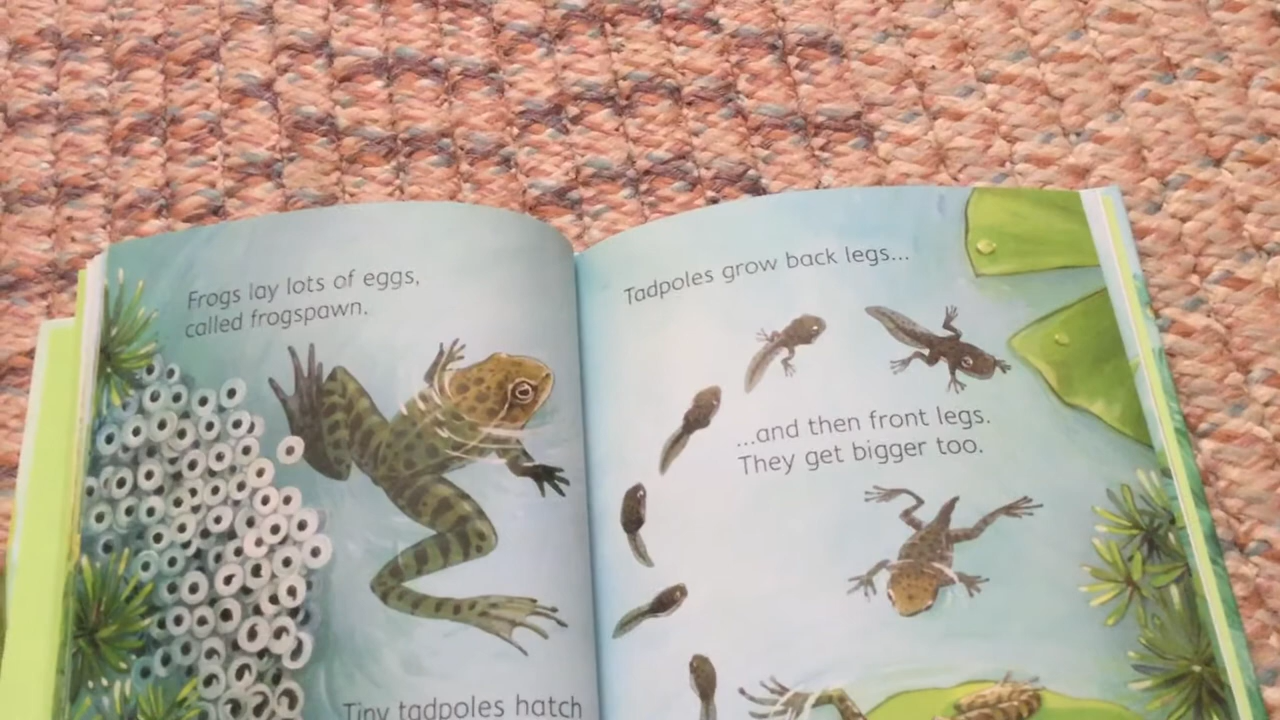 Frogs lay lots of eggs,
called frogspawn.
Tiny tadpoles hatch
Tadpoles grow back legs...
...and then front legs.
They get bigger too.